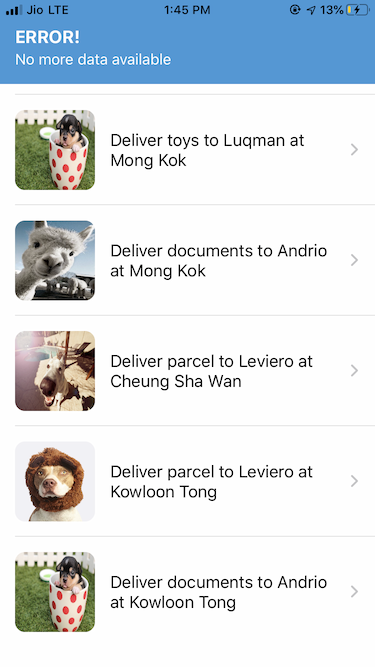 Jio LTE 1:45 PM 13%
ERROR!
No more data available
Deliver toys to Luqman at
Mong Kok
Deliver documents to Andrio
at Mong Kok
Deliver parcel to Leviero at
Cheung Sha Wan
Deliver parcel to Leviero at
Kowloon Tong
Deliver documents to Andrio
at Kowloon Tong